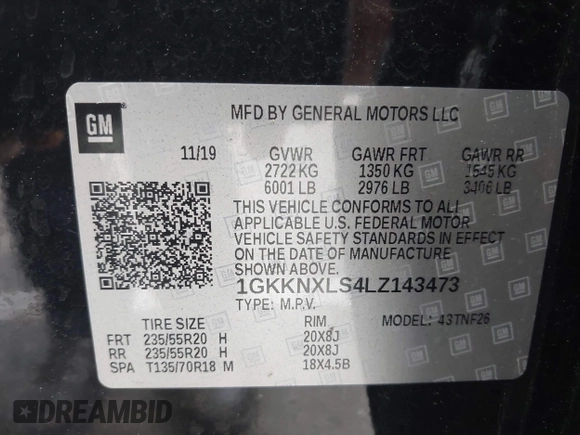 GM
MFD BY GENERAL MOTORS LLC
11/19 GVWR GAWR FRT GAWR RR
2722 KG 1350 KG 1545 KG
6001 LB 2976 LB 3406 LB
THIS VEHICLE CONFORMS TO ALL
APPLICABLE U.S. FEDERAL MOTOR
VEHICLE SAFETY STANDARDS IN EFFECT
ON THE DATE OF MANUFACTURE
SHOWN ABOVE.
1GKKNXLS4LZ143473
TYPE: M.P.V. MODEL: 43TNF26
TIRE SIZE RIM
FRT 235/55R20 H 20X8J
RR 235/55R20 H 20X8J
SPA T135/70R18 M 18X4.5B
DREAMBID